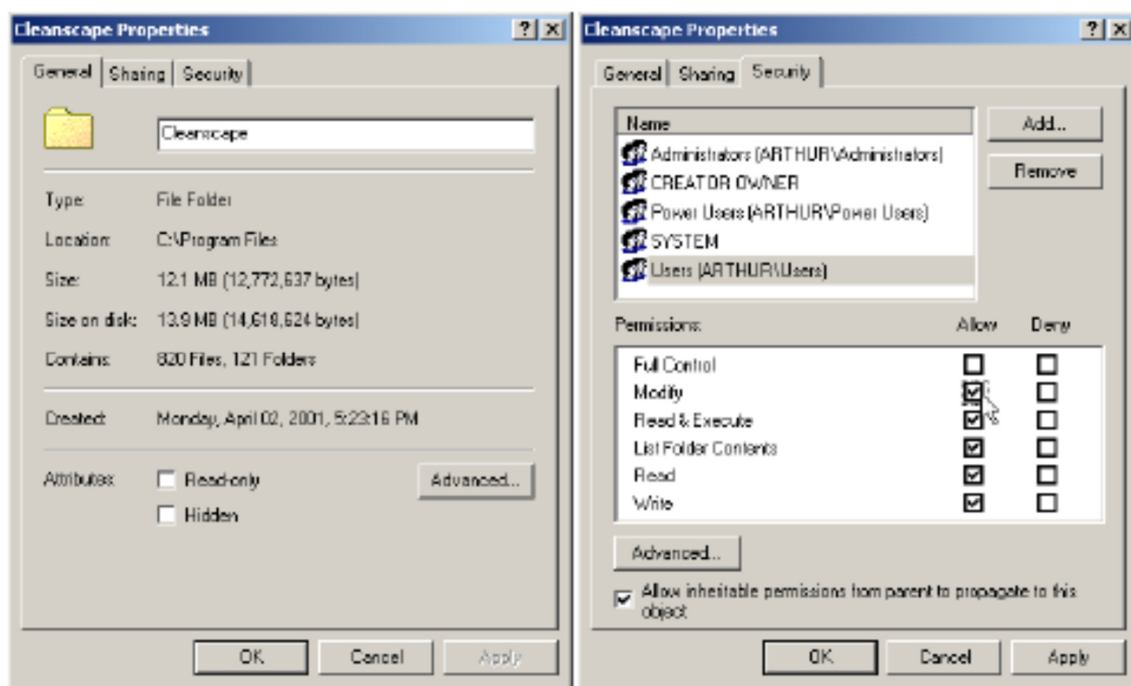 Cleanscape Properties
General Sharing Security
Cleanscape
Type: File Folder
Location: C:\Program Files
Size: 12.1 MB (12,772,637 bytes)
Size on disk: 13.9 MB (14,618,624 bytes)
Contains: 820 Files, 121 Folders
Created: Monday, April 02, 2001, 5:23:16 PM
Attributes: Read-only Advanced...
Hidden
OK Cancel Apply
Cleanscape Properties
General Sharing Security
Name Add...
Administrators (ARTHUR\Administrators) Remove
CREATOR OWNER
Power Users (ARTHUR\Power Users)
SYSTEM
Users (ARTHUR\Users)
Permissions: Allow Deny
Full Control
Modify
Read & Execute
List Folder Contents
Read
Write
Advanced...
Allow inheritable permissions from parent to propagate to this
object
OK Cancel Apply